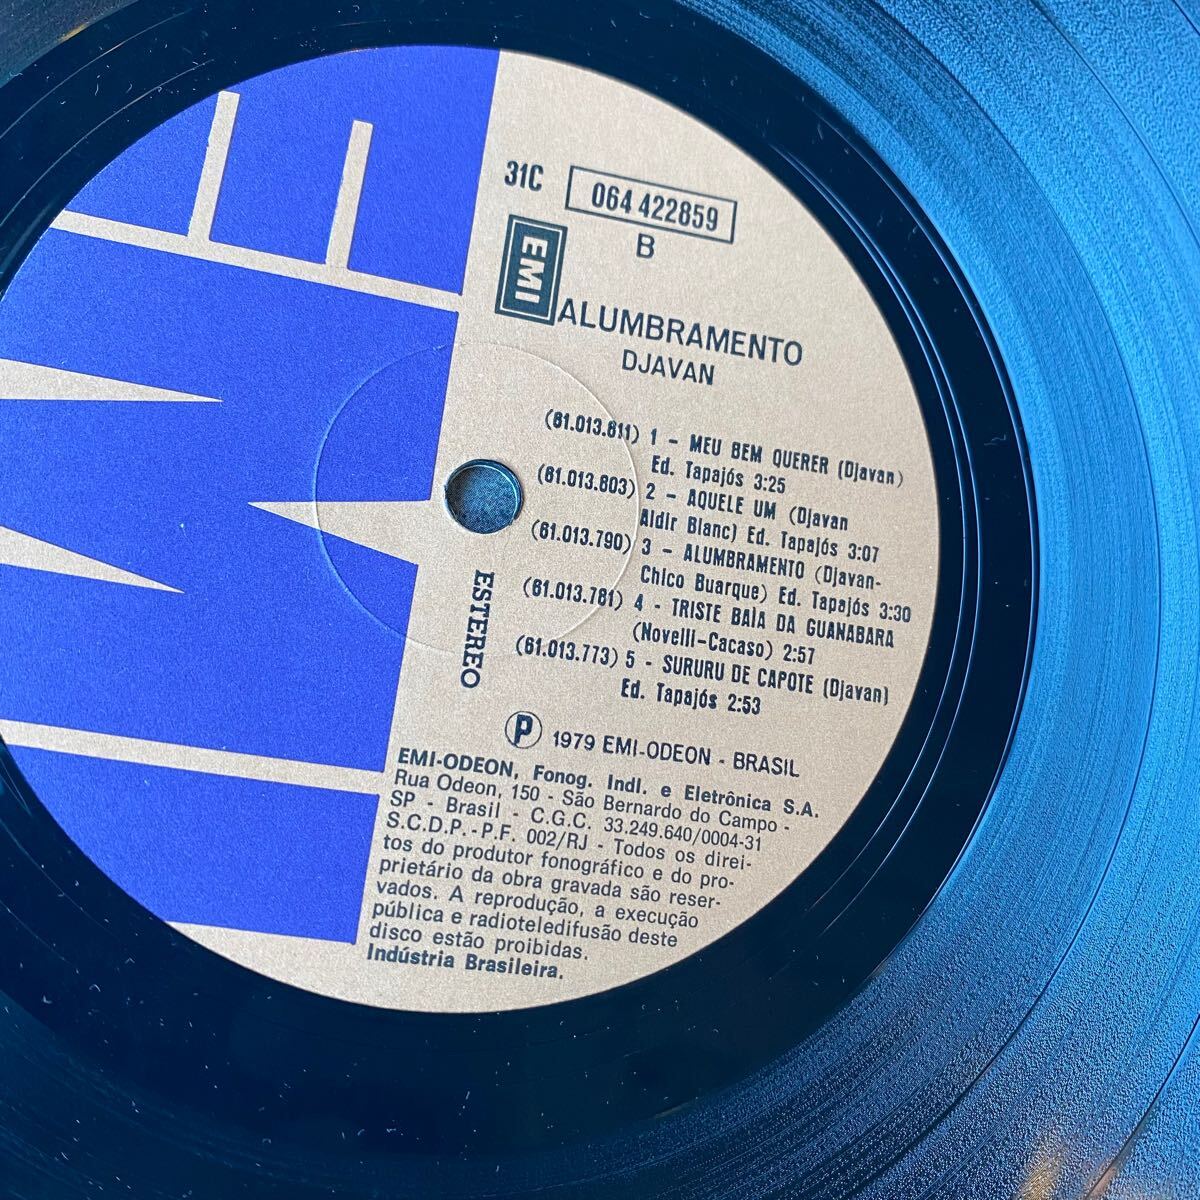 31C 064 422859
B
EMI
ALUMBRAMENTO
DJAVAN
(61.013.811) 1 - MEU BEM QUERER (Djavan)
Ed. Tapajós 3:25
(61.013.803) 2 - AQUELE UM (Djavan
Aldir Blanc) Ed. Tapajós 3:07
(61.013.790) 3 - ALUMBRAMENTO (Djavan-
Chico Buarque) Ed. Tapajós 3:30
(61.013.781) 4 - TRISTE BAÍA DA GUANABARA
(Novelli-Cacaso) 2:57
(61.013.773) 5 - SURURU DE CAPOTE (Djavan)
Ed. Tapajós 2:53
ESTEREO
Ⓟ 1979 EMI-ODEON - BRASIL
EMI-ODEON, Fonog. Indl. e Eletrônica S.A.
Rua Odeon, 150 - São Bernardo do Campo -
SP - Brasil - C.G.C. 33.249.640/0004-31
S.C.D.P. - P.F. 002/RJ - Todos os direi-
tos do produtor fonográfico e do pro-
prietário da obra gravada são reser-
vados. A reprodução, a execução
pública e radioteledifusão deste
disco estão proibidas.
Indústria Brasileira.